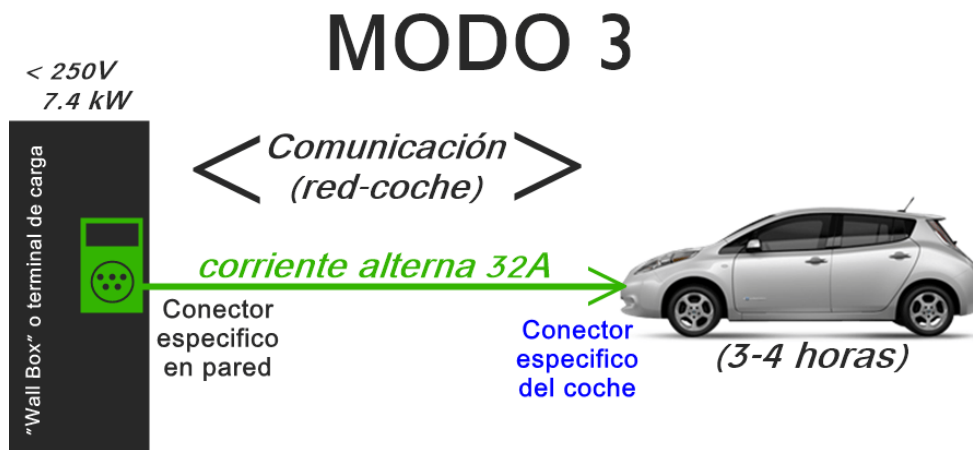 MODO 3
< 250V
7.4 kW
"Wall Box" o terminal de carga
Comunicación
(red-coche)
corriente alterna 32A
Conector
especifico
en pared
Conector
especifico
del coche
(3-4 horas)